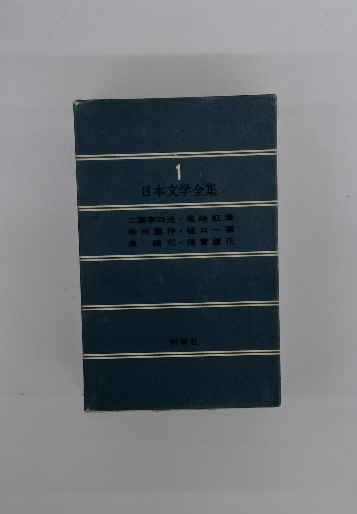 1
日本文学全集
二葉亭四迷・尾崎紅葉
幸田露伴・樋口一葉
泉鏡花・徳冨蘆花
新潮社